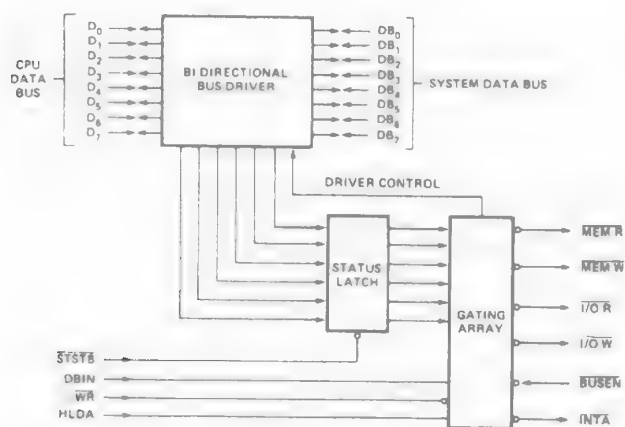 CPU
DATA
BUS
D0
D1
D2
D3
D4
D5
D6
D7
BI DIRECTIONAL
BUS DRIVER
DB0
DB1
DB2
DB3
DB4
DB5
DB6
DB7
SYSTEM DATA BUS
DRIVER CONTROL
STATUS
LATCH
GATING
ARRAY
MEM R
MEM W
I/O R
I/O W
BUSEN
INTA
STSTB
DBIN
WR
HLDA